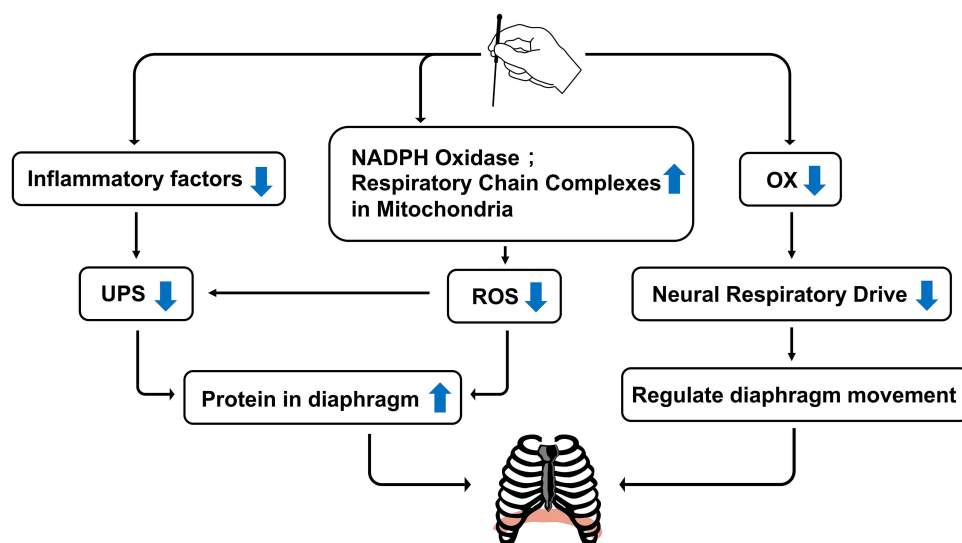 Inflammatory factors
NADPH Oxidase；
Respiratory Chain Complexes
in Mitochondria
OX
UPS
ROS
Neural Respiratory Drive
Protein in diaphragm
Regulate diaphragm movement